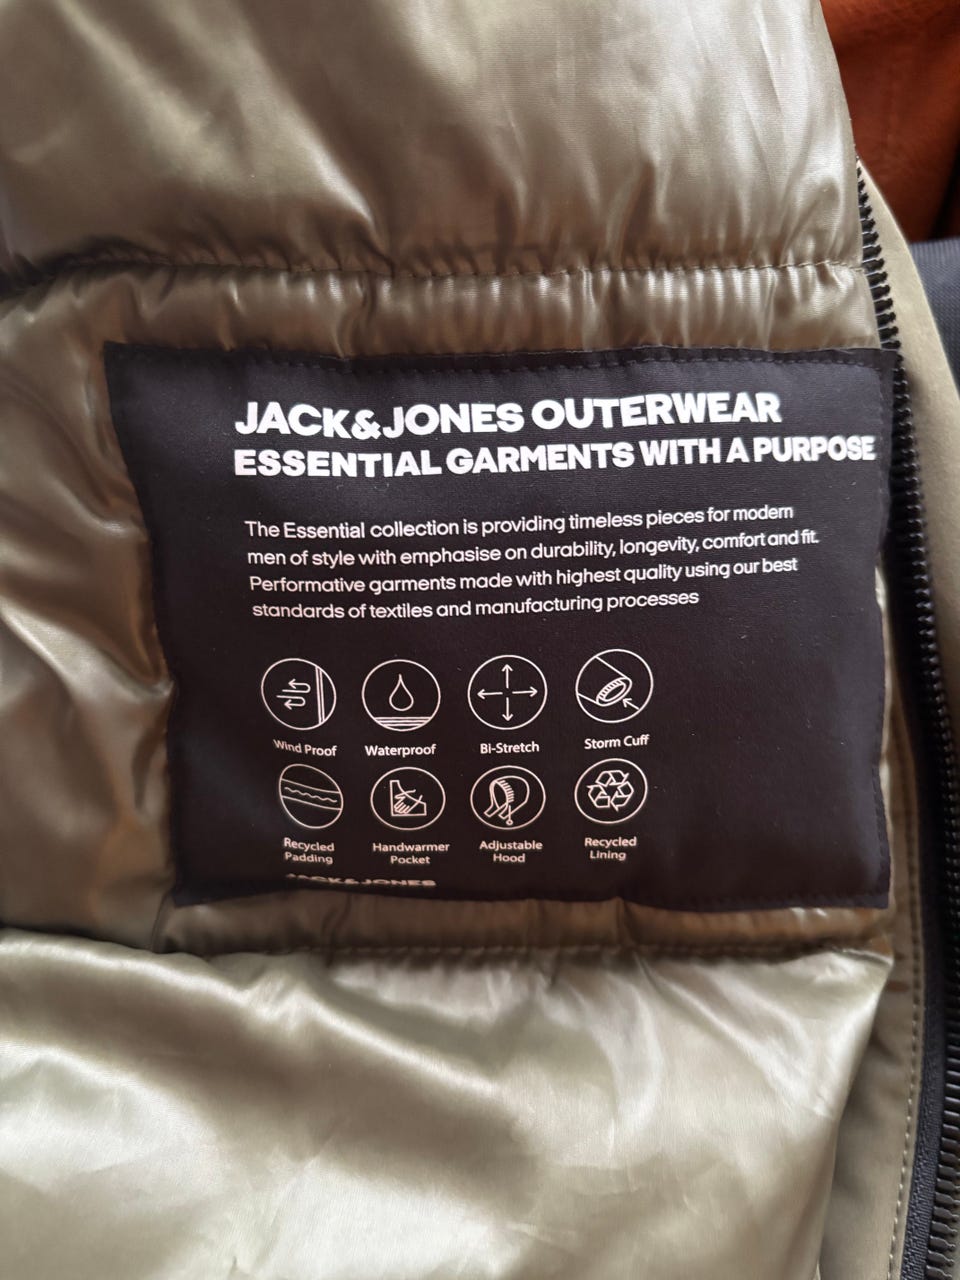 JACK&JONES OUTERWEAR
ESSENTIAL GARMENTS WITH A PURPOSE
The Essential collection is providing timeless pieces for modern
men of style with emphasise on durability, longevity, comfort and fit.
Performative garments made with highest quality using our best
standards of textiles and manufacturing processes
Wind Proof Waterproof Bi-Stretch Storm Cuff
Recycled Padding Handwarmer Pocket Adjustable Hood Recycled Lining
JACK&JONES